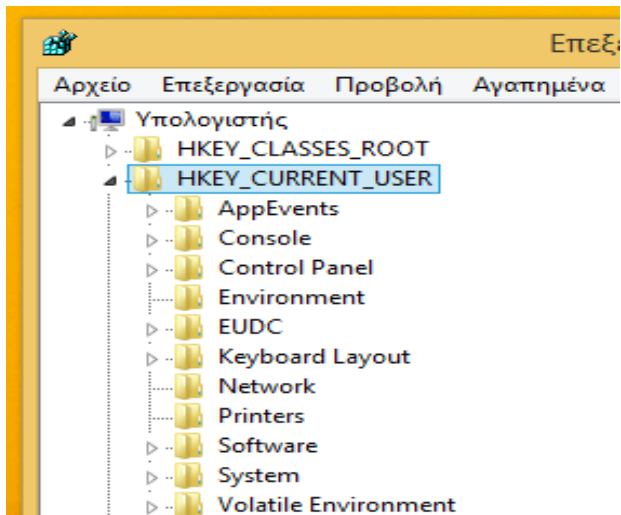 Επεξε
Αρχείο Επεξεργασία Προβολή Αγαπημένα
Υπολογιστής
HKEY_CLASSES_ROOT
HKEY_CURRENT_USER
AppEvents
Console
Control Panel
Environment
EUDC
Keyboard Layout
Network
Printers
Software
System
Volatile Environment